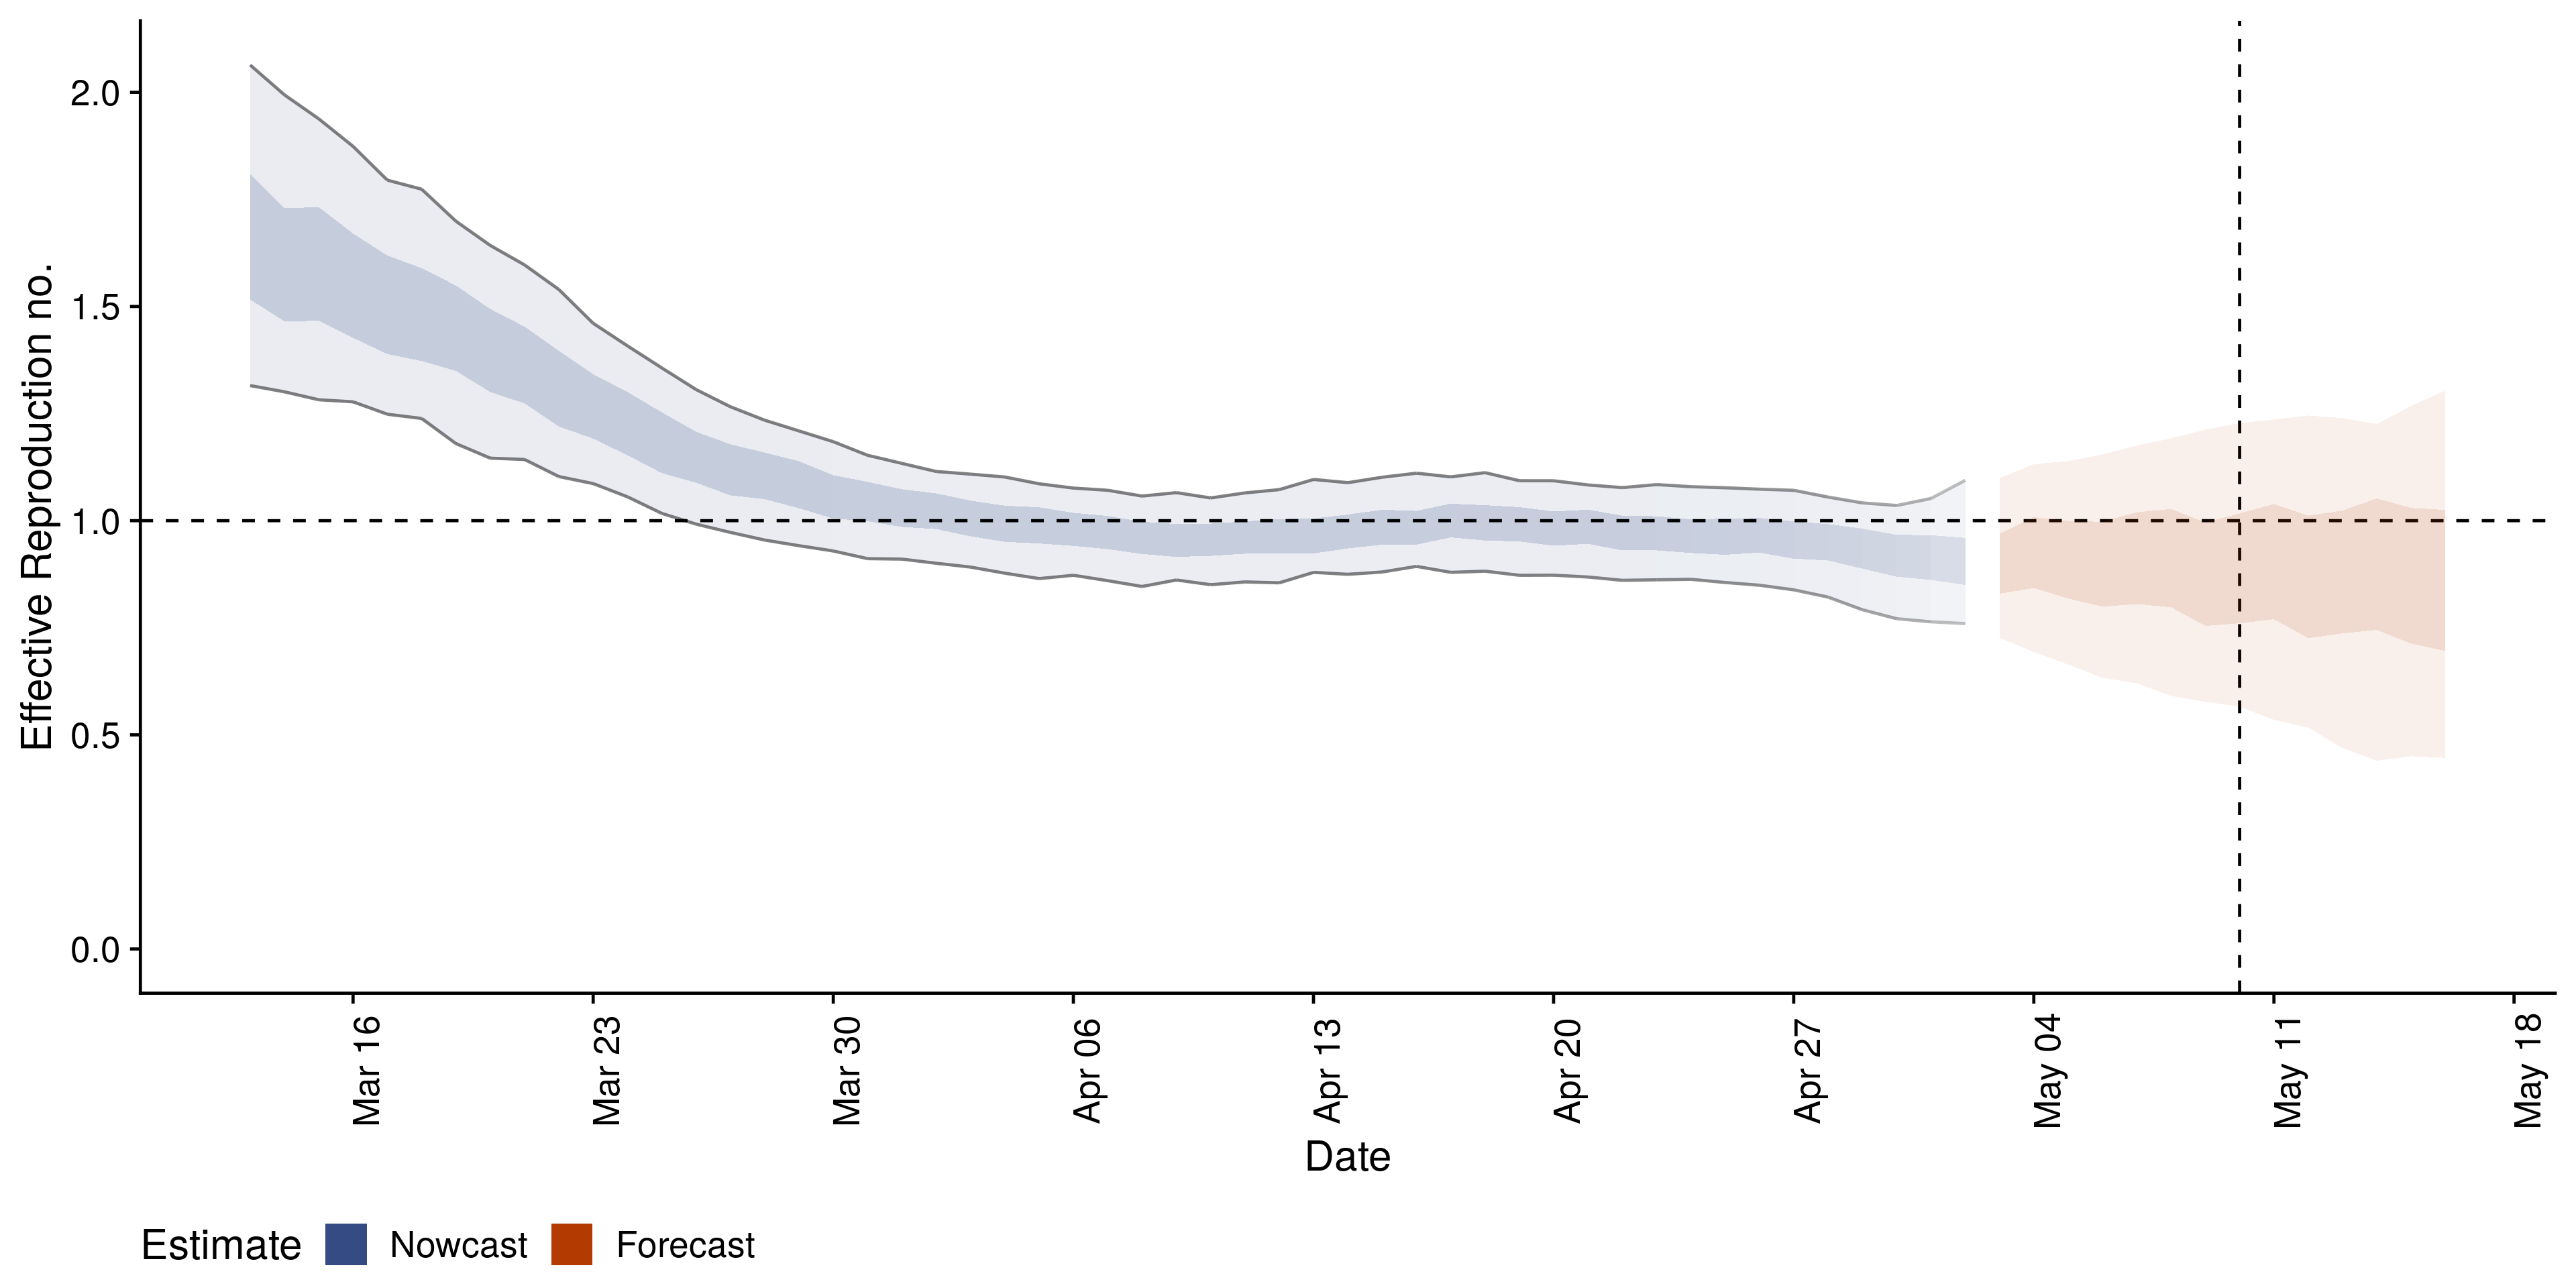 Effective Reproduction no.
2.0
1.5
1.0
0.5
0.0
Mar 16
Mar 23
Mar 30
Apr 06
Apr 13
Apr 20
Apr 27
May 04
May 11
May 18
Date
Estimate Nowcast Forecast